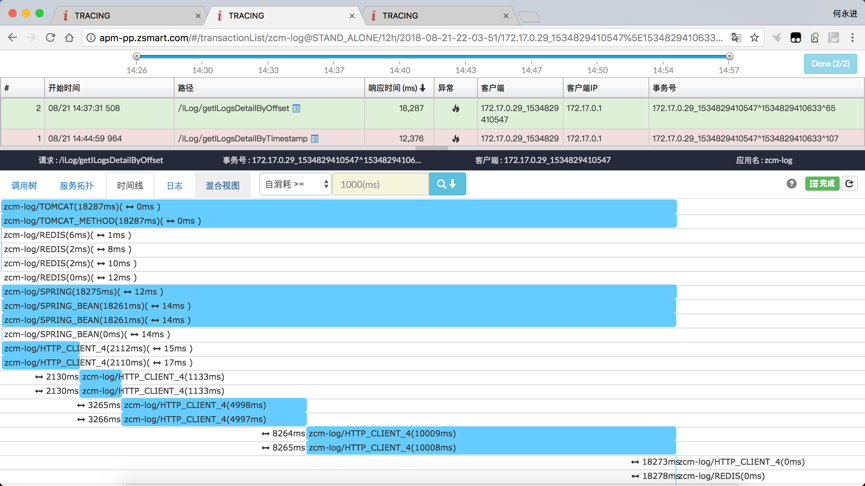 TRACING
TRACING
TRACING
何永进
apm-pp.zsmart.com/#/transactionList/zcm-log@STAND_ALONE/12h/2018-08-21-22-03-51/172.17.0.29_1534829410547%5E1534829410633...
14:26 14:30 14:33 14:37 14:40 14:43 14:47 14:50 14:53 14:57
Done (2/2)
# 开始时间 路径 响应时间 (ms) 异常 客户端 客户端IP 事务号
2 08/21 14:37:31 508 /iLog/getILogsDetailByOffset 18,287 172.17.0.29_1534829 172.17.0.1 172.17.0.29_1534829410547^1534829410633^65
410547
1 08/21 14:44:59 964 /iLog/getILogsDetailByTimestamp 12,376 172.17.0.29_1534829 172.17.0.1 172.17.0.29_1534829410547^1534829410633^107
请求 : /iLog/getILogsDetailByOffset 事务号 : 172.17.0.29_1534829410547^15348294106... 客户端 : 172.17.0.29_1534829410547 应用名 : zcm-log
调用树 服务拓扑 时间线 日志 混合视图 自消耗 >= 1000(ms) 完成
zcm-log/TOMCAT(18287ms)( ↔ 0ms )
zcm-log/TOMCAT_METHOD(18287ms)( ↔ 0ms )
zcm-log/REDIS(6ms)( ↔ 1ms )
zcm-log/REDIS(2ms)( ↔ 8ms )
zcm-log/REDIS(2ms)( ↔ 10ms )
zcm-log/REDIS(0ms)( ↔ 12ms )
zcm-log/SPRING(18275ms)( ↔ 12ms )
zcm-log/SPRING_BEAN(18261ms)( ↔ 14ms )
zcm-log/SPRING_BEAN(18261ms)( ↔ 14ms )
zcm-log/SPRING_BEAN(0ms)( ↔ 14ms )
zcm-log/HTTP_CLIENT_4(2112ms)( ↔ 15ms )
zcm-log/HTTP_CLIENT_4(2110ms)( ↔ 17ms )
↔ 2130ms zcm-log/HTTP_CLIENT_4(1133ms)
↔ 2130ms zcm-log/HTTP_CLIENT_4(1133ms)
↔ 3265ms zcm-log/HTTP_CLIENT_4(4998ms)
↔ 3266ms zcm-log/HTTP_CLIENT_4(4997ms)
↔ 8264ms zcm-log/HTTP_CLIENT_4(10009ms)
↔ 8265ms zcm-log/HTTP_CLIENT_4(10008ms)
↔ 18273ms zcm-log/HTTP_CLIENT_4(0ms)
↔ 18278ms zcm-log/REDIS(0ms)